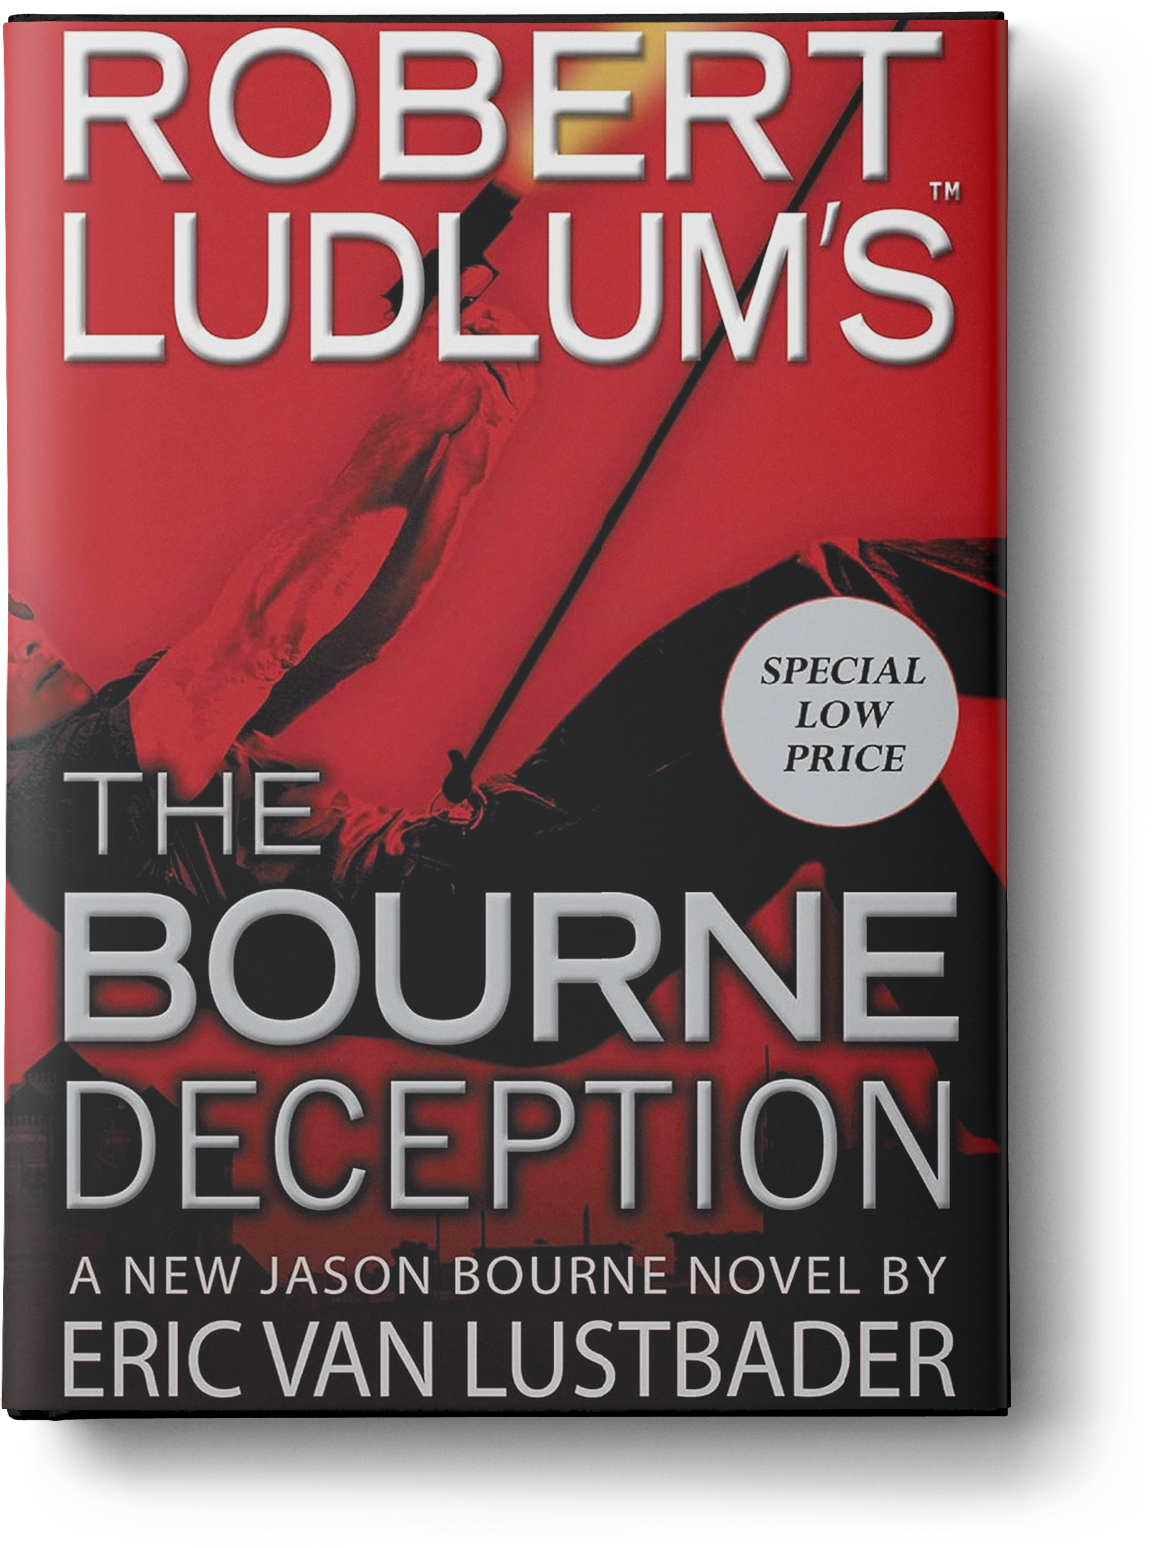 ROBERT
LUDLUM'S™
SPECIAL
LOW
PRICE
THE
BOURNE
DECEPTION
A NEW JASON BOURNE NOVEL BY
ERIC VAN LUSTBADER